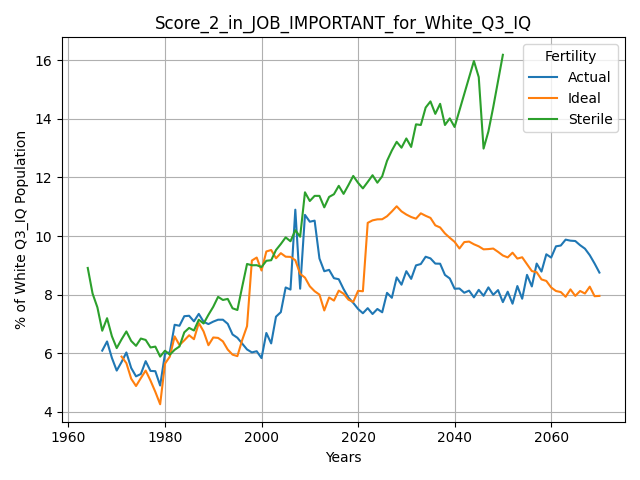 Score_2_in_JOB_IMPORTANT_for_White_Q3_IQ
% of White Q3_IQ Population
16
14
12
10
8
6
4
Fertility
Actual
Ideal
Sterile
1960 1980 2000 2020 2040 2060
Years